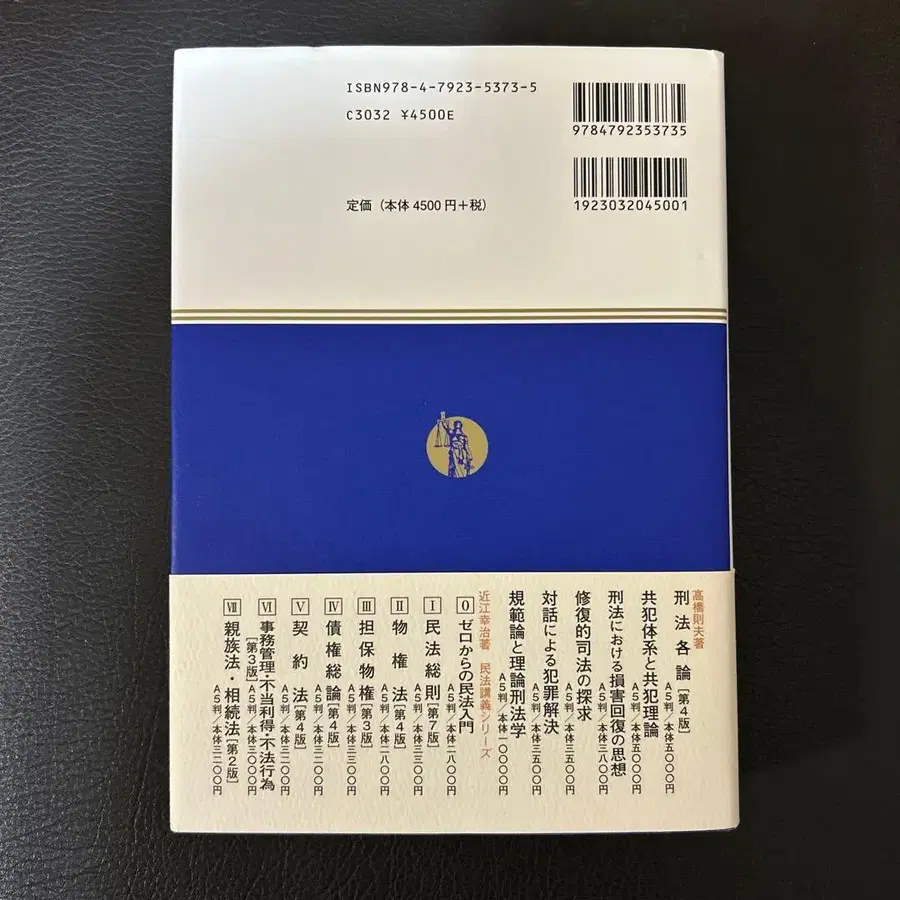 ISBN978-4-7923-5373-5
C3032 ¥4500E
定価（本体 4500 円＋税）
9784792353735
1923032045001
高橋則夫著
刑法各論［第4版］
A5判／本体五〇〇〇円
共犯体系と共犯理論
A5判／本体五〇〇〇円
刑法における損害回復の思想
A5判／本体三八〇〇円
修復的司法の探求
A5判／本体三五〇〇円
対話による犯罪解決
A5判／本体三五〇〇円
規範論と理論刑法学
A5判／本体一〇〇〇〇円
近江幸治著 民法講義シリーズ
0 ゼロからの民法入門
A5判／本体二八〇〇円
Ⅰ 民法総則［第7版］
A5判／本体三三〇〇円
Ⅱ 物権法［第4版］
A5判／本体二八〇〇円
Ⅲ 担保物権［第3版］
A5判／本体三三〇〇円
Ⅳ 債権総論［第4版］
A5判／本体三二〇〇円
Ⅴ 契約法［第4版］
A5判／本体三二〇〇円
Ⅵ 事務管理・不当利得・不法行為
［第3版］ A5判／本体三〇〇〇円
Ⅶ 親族法・相続法［第2版］
A5判／本体三二〇〇円